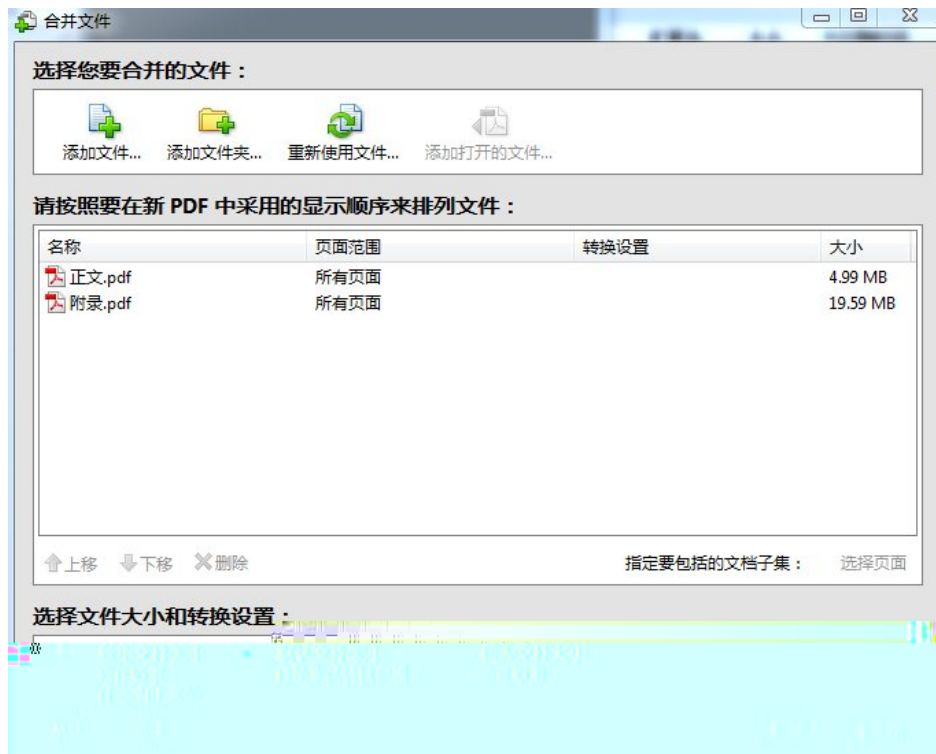 合并文件
选择您要合并的文件：
添加文件... 添加文件夹... 重新使用文件... 添加打开的文件...
请按照要在新 PDF 中采用的显示顺序来排列文件：
名称 页面范围 转换设置 大小
正文.pdf 所有页面 4.99 MB
附录.pdf 所有页面 19.59 MB
上移 下移 删除 指定要包括的文档子集： 选择页面
选择文件大小和转换设置：